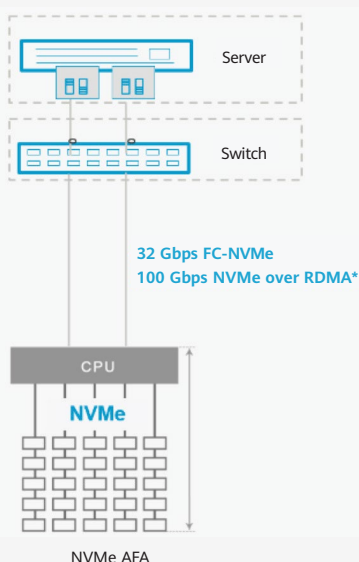 Server
Switch
32 Gbps FC-NVMe
100 Gbps NVMe over RDMA*
CPU
NVMe
NVMe AFA